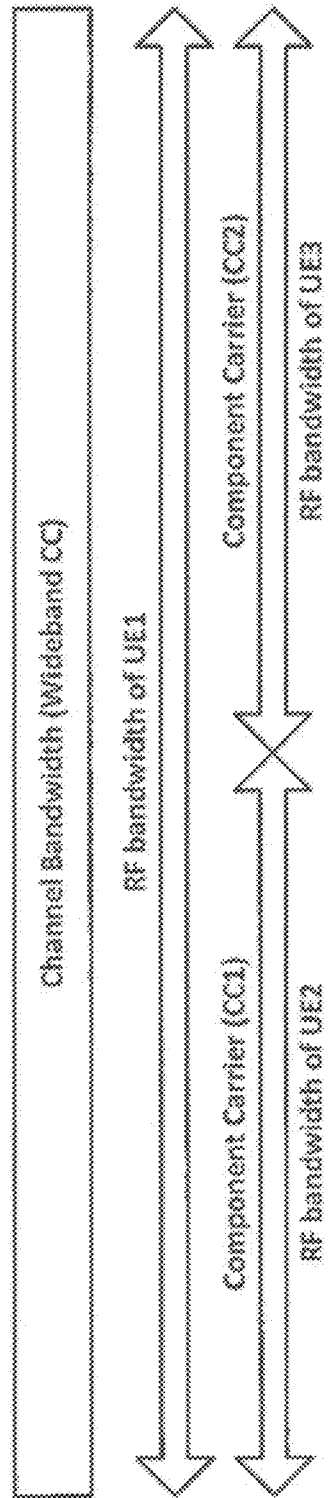 Channel Bandwidth (Wideband CC)
RF bandwidth of UE1
Component Carrier (CC1)
Component Carrier (CC2)
RF bandwidth of UE2
RF bandwidth of UE3